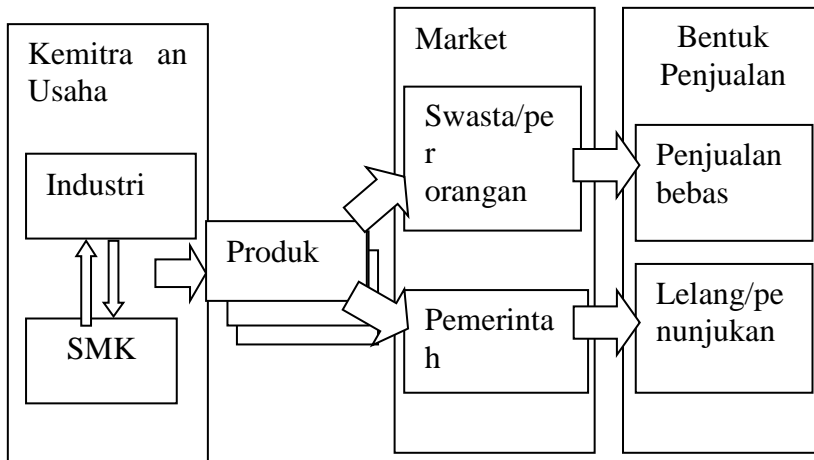 Kemitra an
Usaha
Industri
SMK
Produk
Market
Swasta/pe
r
orangan
Pemerinta
h
Bentuk
Penjualan
Penjualan
bebas
Lelang/pe
nunjukan